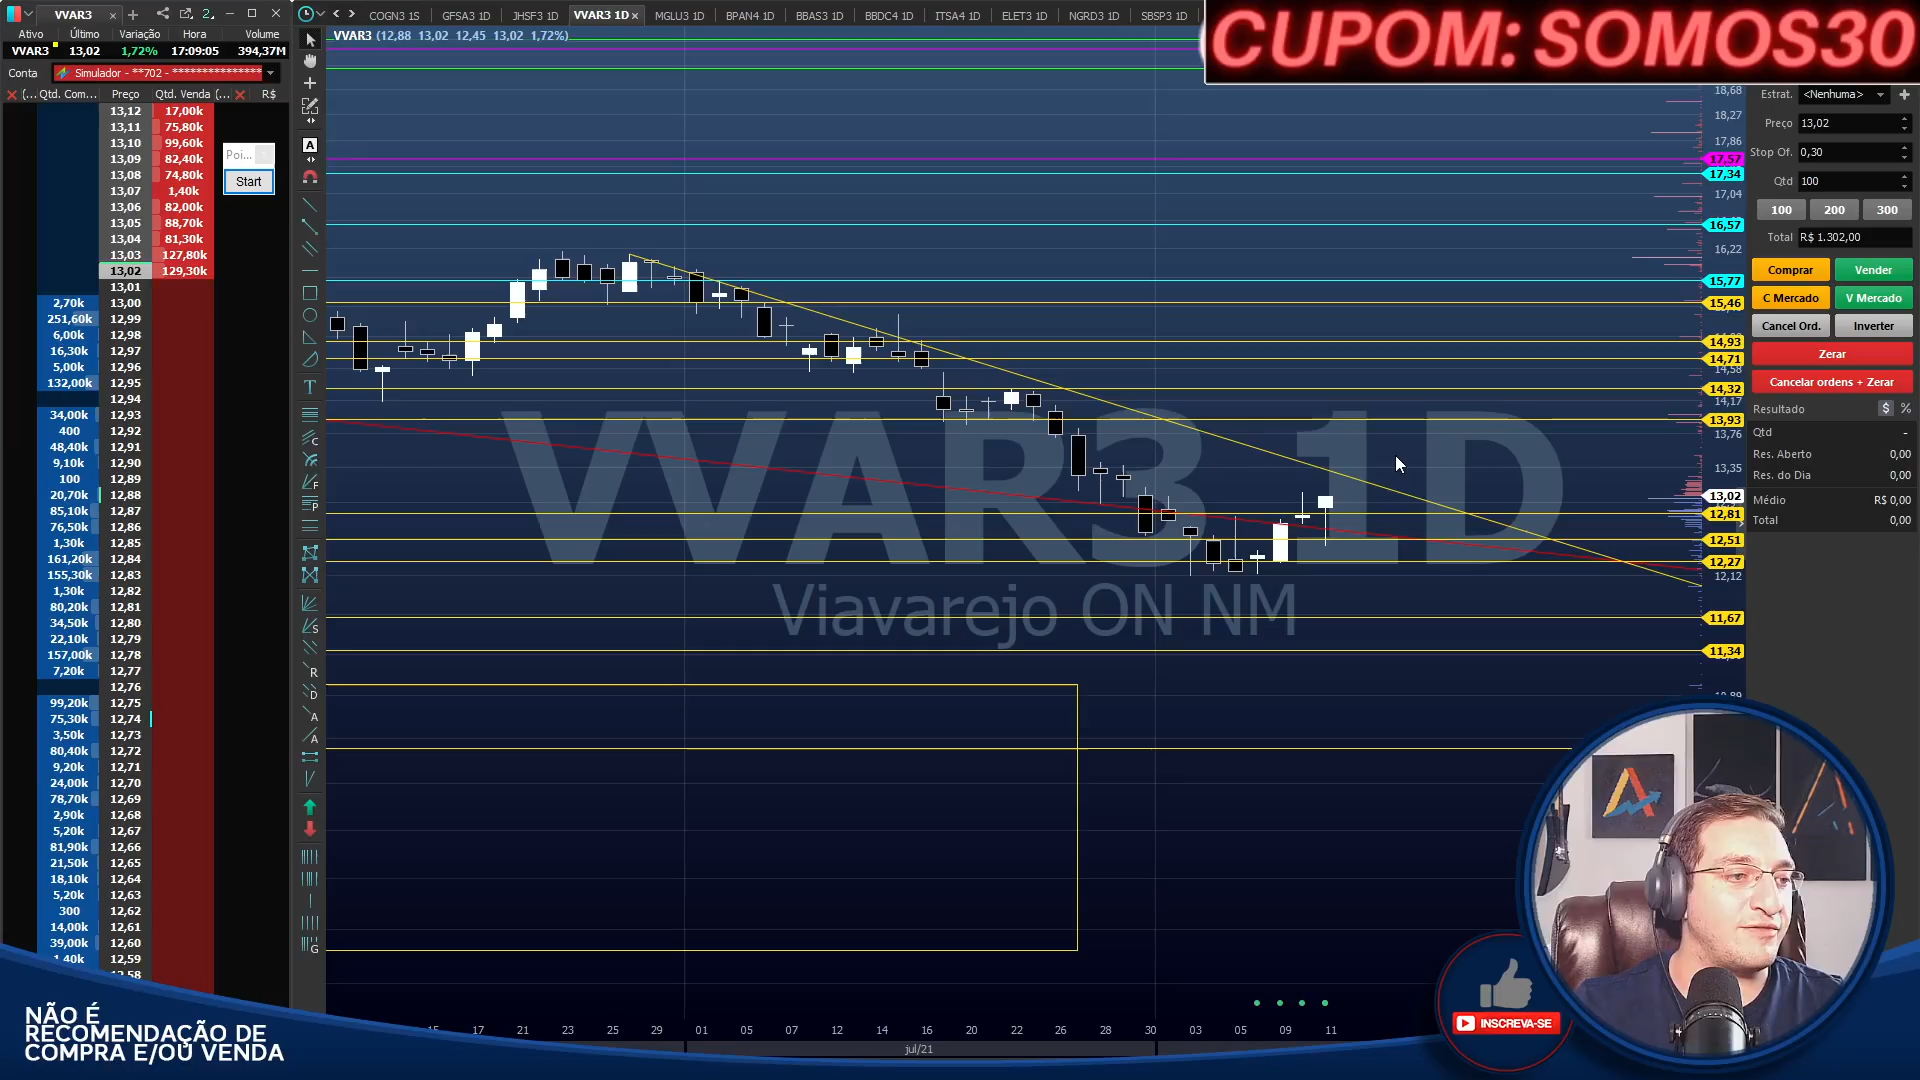 VVAR3
2
COGN3 1S
GFSA3 1D
JHSF3 1D
VVAR3 1D
MGLU3 1D
BPAN4 1D
BBAS3 1D
BBDC4 1D
ITSA4 1D
ELET3 1D
NGRD3 1S
SBSP3 1D
CUPOM: SOMOS30
Ativo Último Variação Hora Volume
VVAR3 13,02 1,72% 17:09:05 394,37M
Conta Simulador - **702 - ***************
VVAR3 (12,88 13,02 12,45 13,02 1,72%)
(... Qtd. Com... Preço Qtd. Venda (... R$
13,12 17,00k
13,11 75,80k
13,10 99,60k
13,09 82,40k
13,08 74,80k
13,07 1,40k
13,06 82,00k
13,05 88,70k
13,04 81,30k
13,03 127,80k
13,02 129,30k
13,01
2,70k 13,00
251,60k 12,99
6,00k 12,98
16,30k 12,97
5,00k 12,96
132,00k 12,95
12,94
34,00k 12,93
400 12,92
48,40k 12,91
9,10k 12,90
100 12,89
20,70k 12,88
85,10k 12,87
76,50k 12,86
1,30k 12,85
161,20k 12,84
155,30k 12,83
1,30k 12,82
80,20k 12,81
34,50k 12,80
22,10k 12,79
157,00k 12,78
7,20k 12,77
12,76
99,20k 12,75
75,30k 12,74
3,50k 12,73
80,40k 12,72
9,20k 12,71
24,00k 12,70
78,70k 12,69
2,90k 12,68
5,20k 12,67
81,90k 12,66
21,50k 12,65
18,10k 12,64
5,20k 12,63
300 12,62
14,00k 12,61
39,00k 12,60
1,40k 12,59
12,58
Poi...
Start
A
T
C
F
P
S
R
D
A
A
G
VVAR3 1D
Viavarejo ON NM
18,68
18,27
17,86
17,57
17,34
17,04
16,57
16,22
15,77
15,46
14,93
14,71
14,58
14,32
14,17
13,93
13,76
13,35
13,02
12,81
12,51
12,27
12,12
11,67
11,34
Estrat. <Nenhuma>
Preço 13,02
Stop Of. 0,30
Qtd 100
100 200 300
Total R$ 1.302,00
Comprar Vender
C Mercado V Mercado
Cancel Ord. Inverter
Zerar
Cancelar ordens + Zerar
Resultado $ %
Qtd -
Res. Aberto 0,00
Res. do Dia 0,00
Médio R$ 0,00
Total 0,00
15 17 21 23 25 29 01 05 07 12 14 16 20 22 26 28 30 03 05 09 11
jul/21
NÃO É
RECOMENDAÇÃO DE
COMPRA E/OU VENDA
INSCREVA-SE